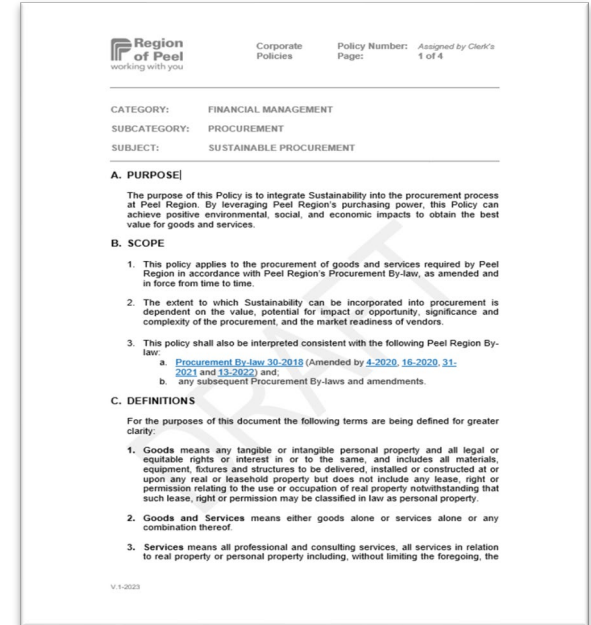 Region
of Peel
working with you
Corporate
Policies
Policy Number: Assigned by Clerk's
Page: 1 of 4
CATEGORY: FINANCIAL MANAGEMENT
SUBCATEGORY: PROCUREMENT
SUBJECT: SUSTAINABLE PROCUREMENT
A. PURPOSE
The purpose of this Policy is to integrate Sustainability into the procurement process
at Peel Region. By leveraging Peel Region's purchasing power, this Policy can
achieve positive environmental, social, and economic impacts to obtain the best
value for goods and services.
B. SCOPE
1. This policy applies to the procurement of goods and services required by Peel
Region in accordance with Peel Region's Procurement By-law, as amended and
in force from time to time.
2. The extent to which Sustainability can be incorporated into procurement is
dependent on the value, potential for impact or opportunity, significance and
complexity of the procurement, and the market readiness of vendors.
3. This policy shall also be interpreted consistent with the following Peel Region By-
law:
a. Procurement By-law 30-2018 (Amended by 4-2020, 16-2020, 31-
2021 and 13-2022) and;
b. any subsequent Procurement By-laws and amendments.
C. DEFINITIONS
For the purposes of this document the following terms are being defined for greater
clarity:
1. Goods means any tangible or intangible personal property and all legal or
equitable rights or interest in or to the same, and includes all materials,
equipment, fixtures and structures to be delivered, installed or constructed at or
upon any real or leasehold property but does not include any lease, right or
permission relating to the use or occupation of real property notwithstanding that
such lease, right or permission may be classified in law as personal property.
2. Goods and Services means either goods alone or services alone or any
combination thereof.
3. Services means all professional and consulting services, all services in relation
to real property or personal property including, without limiting the foregoing, the
V.1-2023
DRAFT